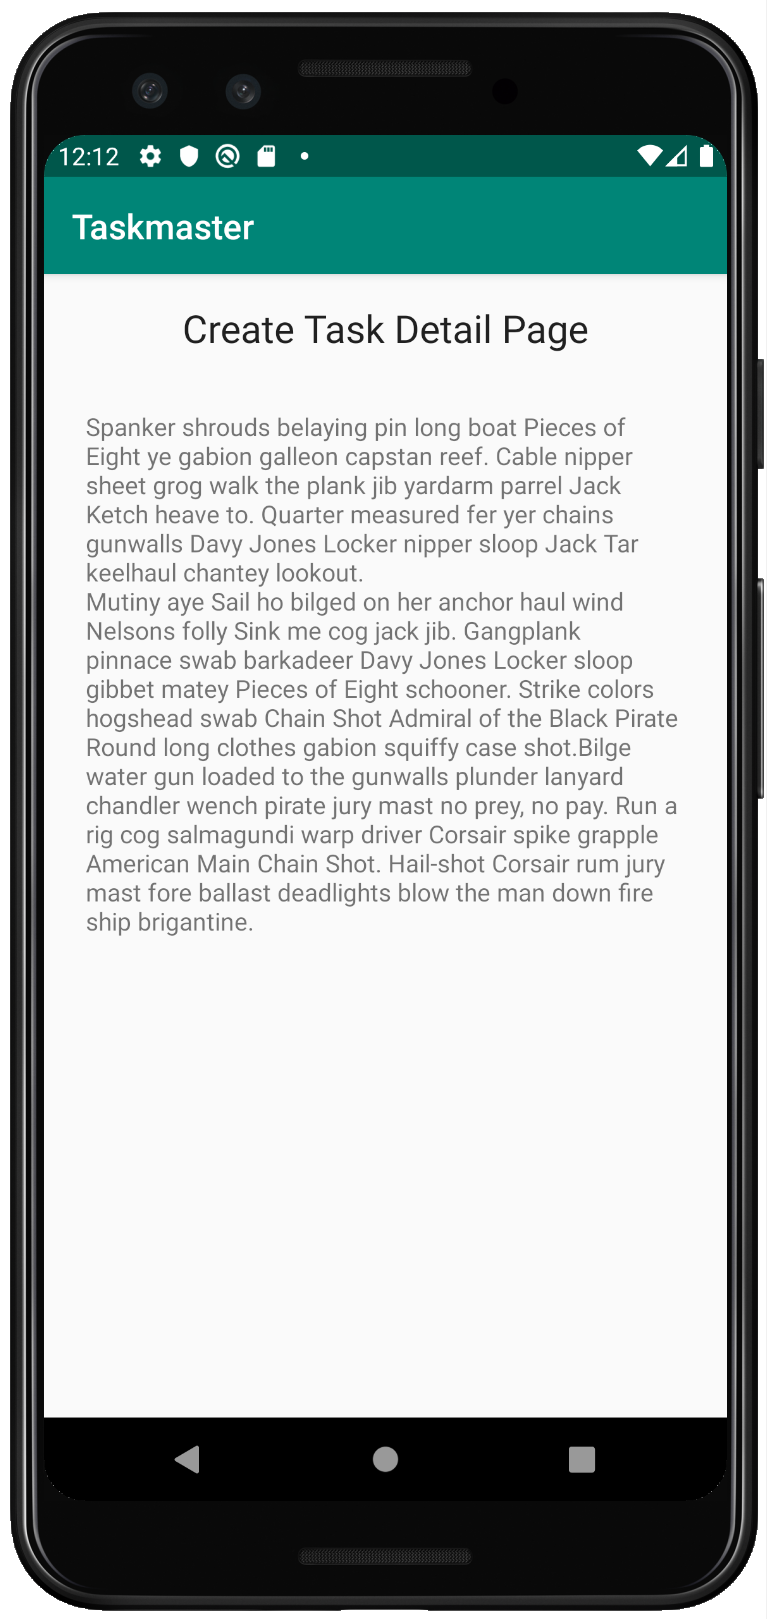 12:12
Taskmaster
Create Task Detail Page
Spanker shrouds belaying pin long boat Pieces of
Eight ye gabion galleon capstan reef. Cable nipper
sheet grog walk the plank jib yardarm parrel Jack
Ketch heave to. Quarter measured fer yer chains
gunwalls Davy Jones Locker nipper sloop Jack Tar
keelhaul chantey lookout.
Mutiny aye Sail ho bilged on her anchor haul wind
Nelsons folly Sink me cog jack jib. Gangplank
pinnace swab barkadeer Davy Jones Locker sloop
gibbet matey Pieces of Eight schooner. Strike colors
hogshead swab Chain Shot Admiral of the Black Pirate
Round long clothes gabion squiffy case shot.Bilge
water gun loaded to the gunwalls plunder lanyard
chandler wench pirate jury mast no prey, no pay. Run a
rig cog salmagundi warp driver Corsair spike grapple
American Main Chain Shot. Hail-shot Corsair rum jury
mast fore ballast deadlights blow the man down fire
ship brigantine.